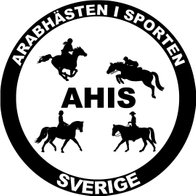 ARABHÄSTEN I SPORTEN
AHIS
SVERIGE